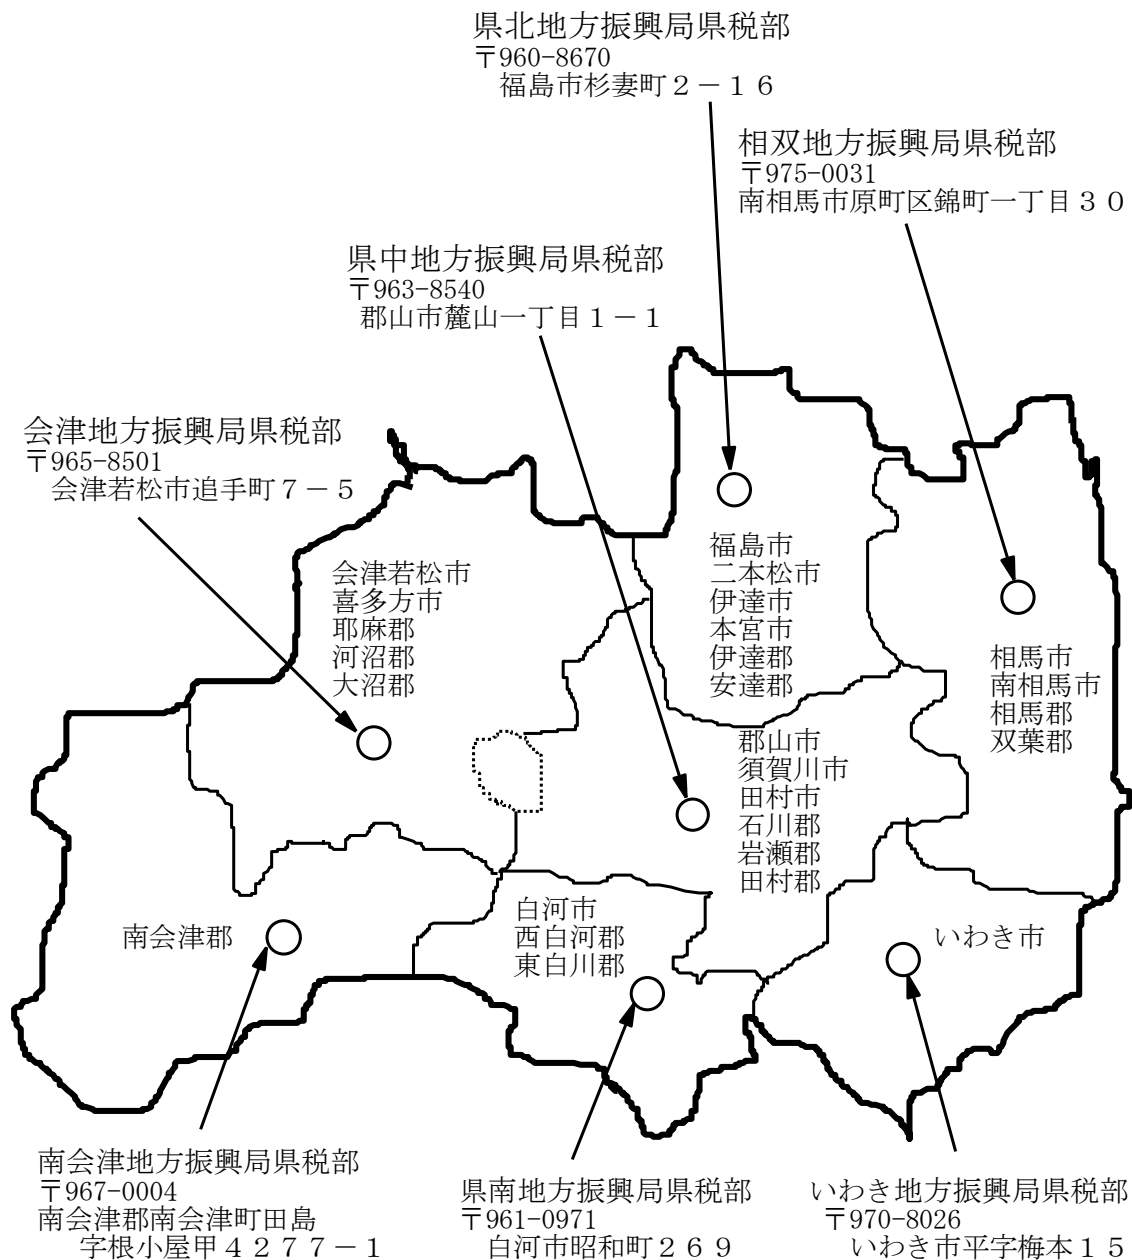 県北地方振興局県税部
〒960-8670
福島市杉妻町２－１６
相双地方振興局県税部
〒975-0031
南相馬市原町区錦町一丁目３０
県中地方振興局県税部
〒963-8540
郡山市麓山一丁目１－１
会津地方振興局県税部
〒965-8501
会津若松市追手町７－５
福島市
二本松市
伊達市
本宮市
伊達郡
安達郡
会津若松市
喜多方市
耶麻郡
河沼郡
大沼郡
相馬市
南相馬市
相馬郡
双葉郡
郡山市
須賀川市
田村市
石川郡
岩瀬郡
田村郡
白河市
西白河郡
東白川郡
南会津郡
いわき市
南会津地方振興局県税部
〒967-0004
南会津郡南会津町田島
字根小屋甲４２７７－１
県南地方振興局県税部
〒961-0971
白河市昭和町２６９
いわき地方振興局県税部
〒970-8026
いわき市平字梅本１５